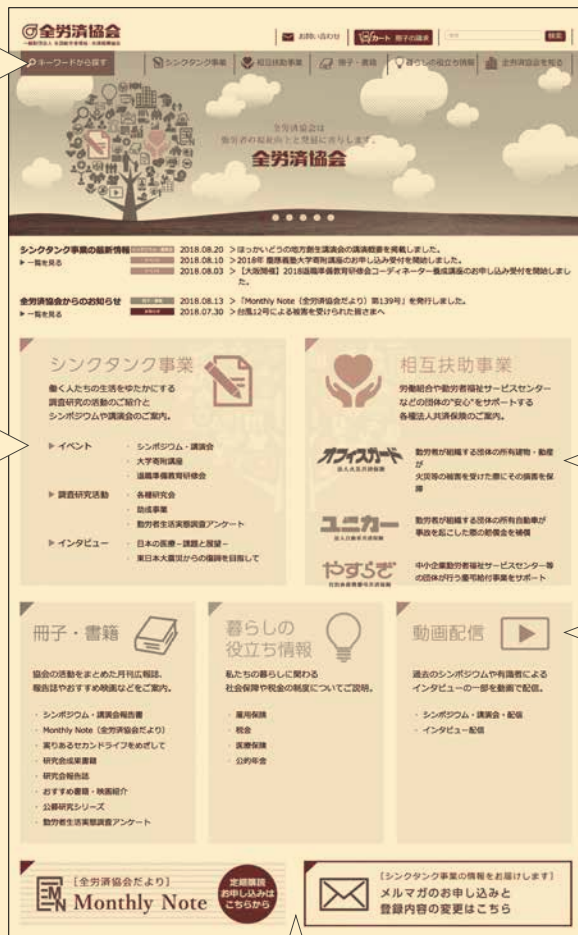 全労済協会
お問い合わせ
カート 冊子の請求
検索
キーワードから探す
シンクタンク事業
相互扶助事業
冊子・書籍
暮らしの役立ち情報
全労済協会を知る
全労済協会は
勤労者の福祉向上と発展に寄与します。
全労済協会
シンクタンク事業の最新情報
▶ 一覧を見る
2018.08.20 >ほっかいどうの地方創生講演会の講演概要を掲載しました。
2018.08.10 >2018年 慶應義塾大学寄附講座のお申し込み受付を開始しました。
2018.08.03 >【大阪開催】2018退職準備教育研修会コーディネーター養成講座のお申し込み受付を開始しまし
た。
全労済協会からのお知らせ
▶ 一覧を見る
2018.08.13 >「Monthly Note（全労済協会だより）第139号」を発行しました。
2018.07.30 >台風12号による被害を受けられた皆さまへ
シンクタンク事業
働く人たちの生活をゆたかにする
調査研究の活動のご紹介と
シンポジウムや講演会のご案内。
▶ イベント
・ シンポジウム・講演会
・ 大学寄附講座
・ 退職準備教育研修会
▶ 調査研究活動
・ 各種研究会
・ 助成事業
・ 勤労者生活実態調査アンケート
▶ インタビュー
・ 日本の医療－課題と展望－
・ 東日本大震災からの復興を目指して
相互扶助事業
労働組合や勤労者福祉サービスセンター
などの団体の"安心"をサポートする
各種法人共済保険のご案内。
オフィスガード
法人火災共済保険
勤労者が組織する団体の所有建物・動産
が
火災等の被害を受けた際にその損害を保
障
ユニカー
法人自動車共済保険
勤労者が組織する団体の所有自動車が
事故を起こした際の賠償金を補償
やすらぎ
中小企業勤労者福祉サービスセンター等
の団体が行う慶弔給付事業をサポート
冊子・書籍
協会の活動をまとめた月刊広報誌、
報告誌やおすすめ映画などをご案内。
・ シンポジウム・講演会報告書
・ Monthly Note（全労済協会だより）
・ 実りあるセカンドライフをめざして
・ 研究会成果書籍
・ 研究会報告誌
・ おすすめ書籍・映画紹介
・ 公募研究シリーズ
・ 勤労者生活実態調査アンケート
暮らしの
役立ち情報
私たちの暮らしに関わる
社会保障や税金の制度についてご説明。
・ 雇用保険
・ 税金
・ 医療保険
・ 公的年金
動画配信
過去のシンポジウムや有識者による
インタビューの一部を動画で配信。
・ シンポジウム・講演会・配信
・ インタビュー配信
［全労済協会だより］
Monthly Note
定期購読
お申し込みは
こちらから
［シンクタンク事業の情報をお届けします］
メルマガのお申し込みと
登録内容の変更はこちら